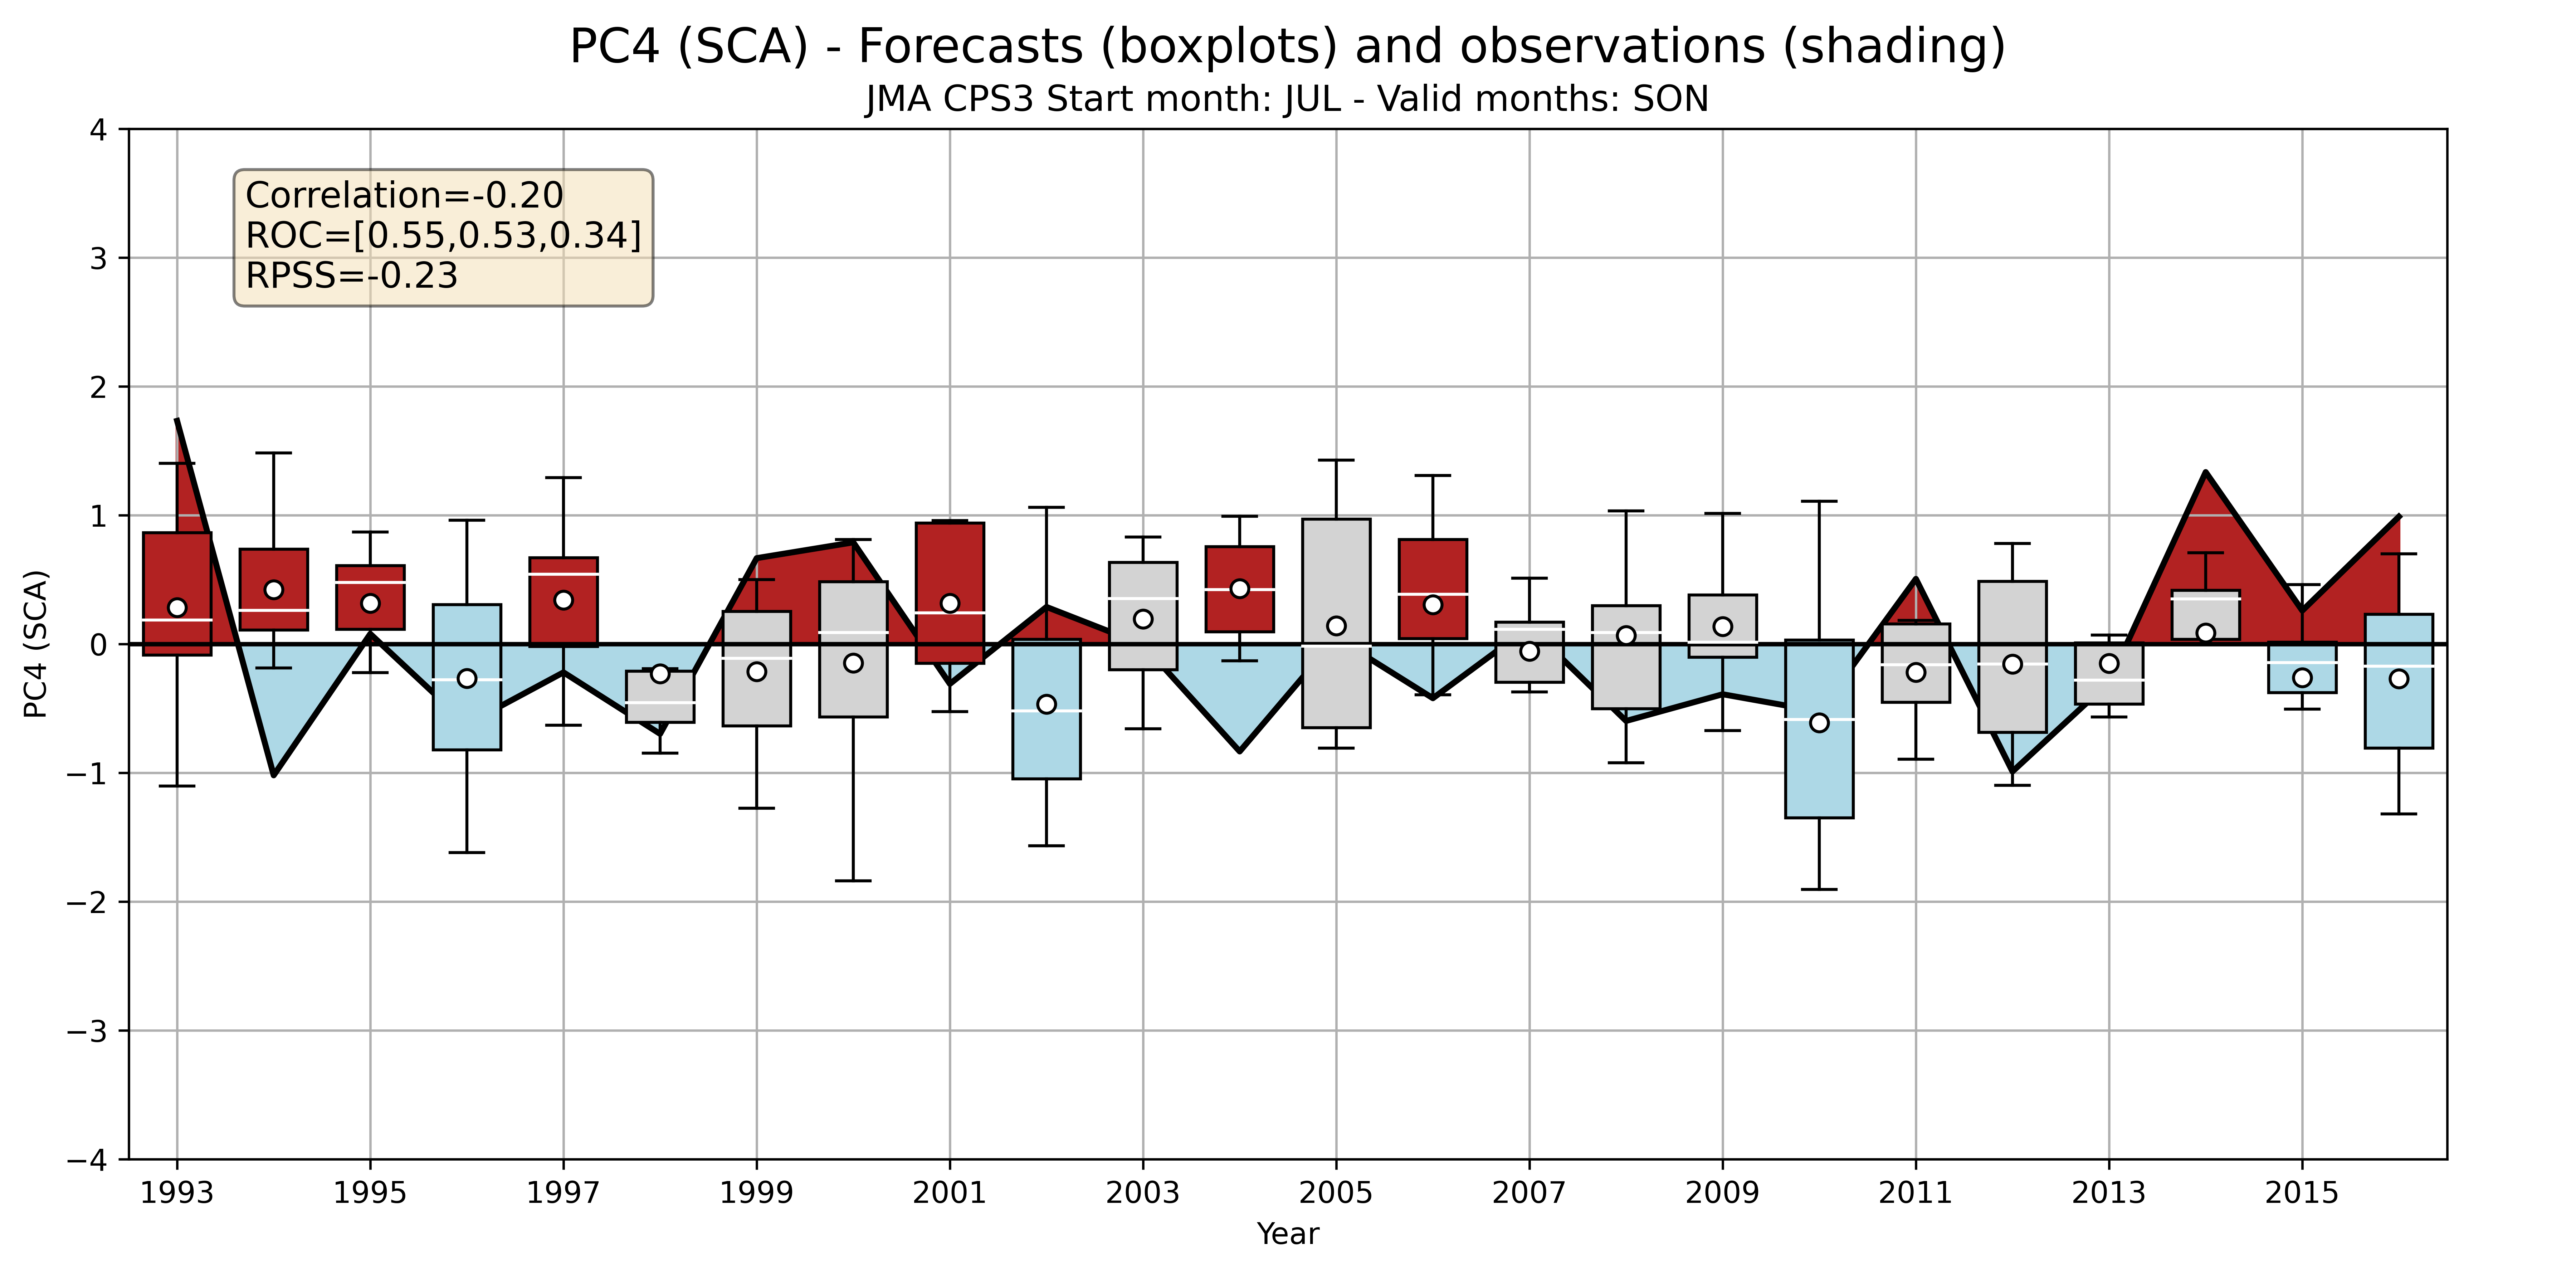 PC4 (SCA) - Forecasts (boxplots) and observations (shading)
JMA CPS3 Start month: JUL - Valid months: SON
Correlation=-0.20
ROC=[0.55,0.53,0.34]
RPSS=-0.23
PC4 (SCA)
4
3
2
1
0
−1
−2
−3
−4
1993 1995 1997 1999 2001 2003 2005 2007 2009 2011 2013 2015
Year